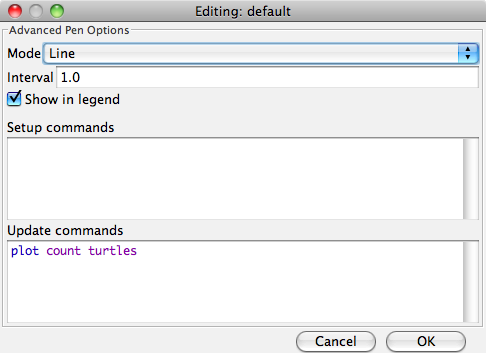 Editing: default
Advanced Pen Options
Mode Line
Interval 1.0
Show in legend
Setup commands
Update commands
plot count turtles
Cancel OK